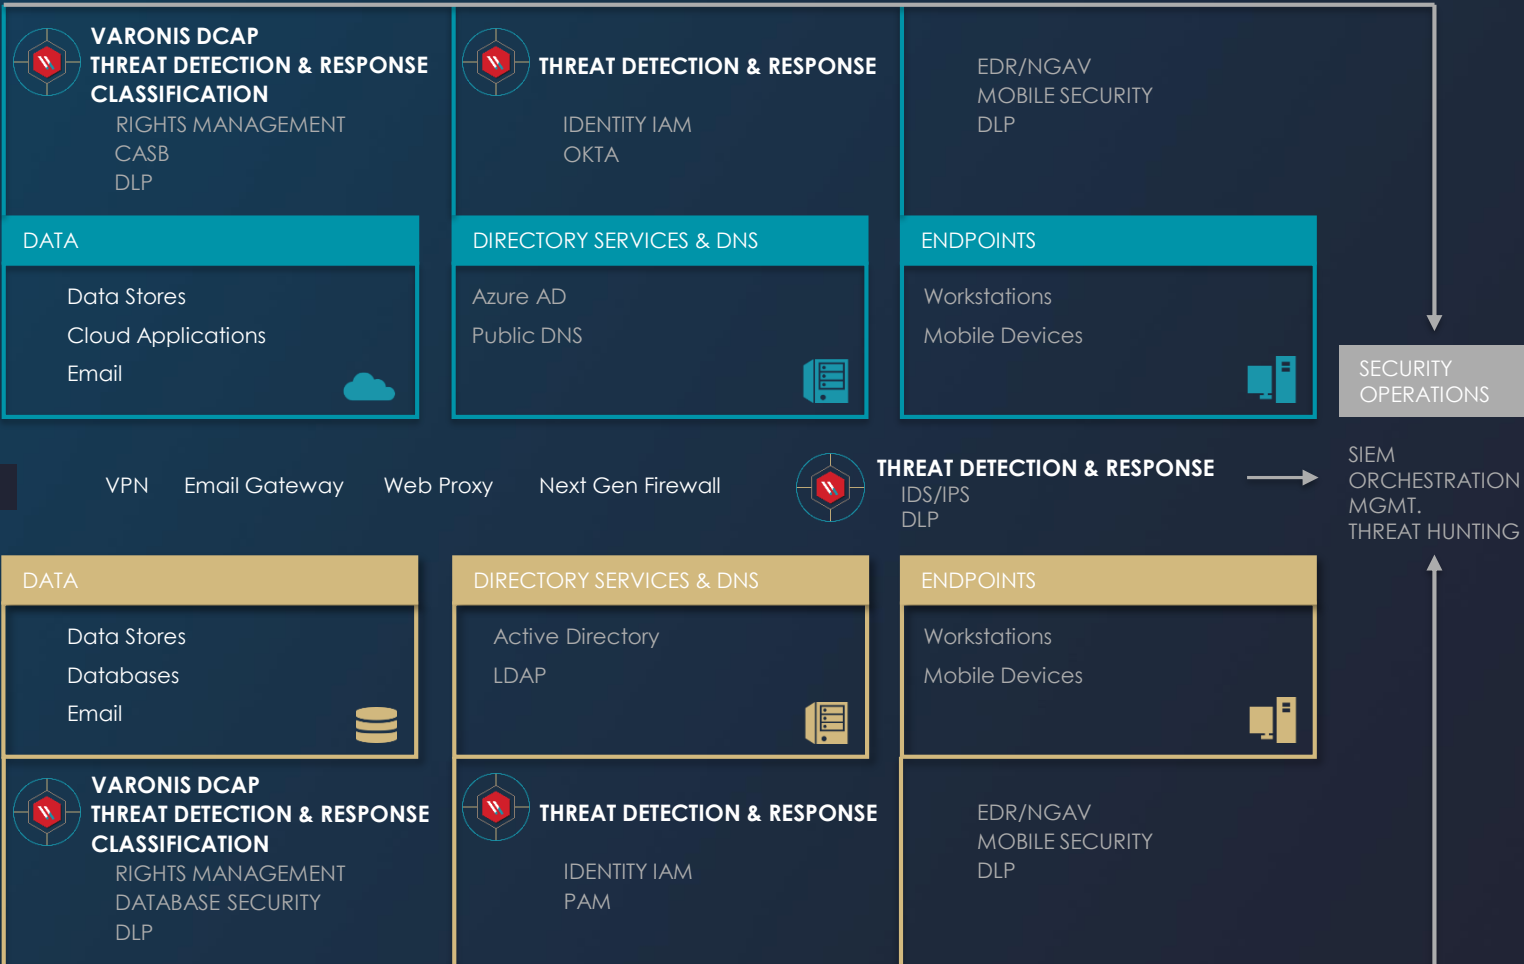 VARONIS DCAP
THREAT DETECTION & RESPONSE
CLASSIFICATION
RIGHTS MANAGEMENT
CASB
DLP
THREAT DETECTION & RESPONSE
IDENTITY IAM
OKTA
EDR/NGAV
MOBILE SECURITY
DLP
DATA
Data Stores
Cloud Applications
Email
DIRECTORY SERVICES & DNS
Azure AD
Public DNS
ENDPOINTS
Workstations
Mobile Devices
SECURITY
OPERATIONS
VPN Email Gateway Web Proxy Next Gen Firewall
THREAT DETECTION & RESPONSE
IDS/IPS
DLP
SIEM
ORCHESTRATION
MGMT.
THREAT HUNTING
DATA
Data Stores
Databases
Email
DIRECTORY SERVICES & DNS
Active Directory
LDAP
ENDPOINTS
Workstations
Mobile Devices
VARONIS DCAP
THREAT DETECTION & RESPONSE
CLASSIFICATION
RIGHTS MANAGEMENT
DATABASE SECURITY
DLP
THREAT DETECTION & RESPONSE
IDENTITY IAM
PAM
EDR/NGAV
MOBILE SECURITY
DLP